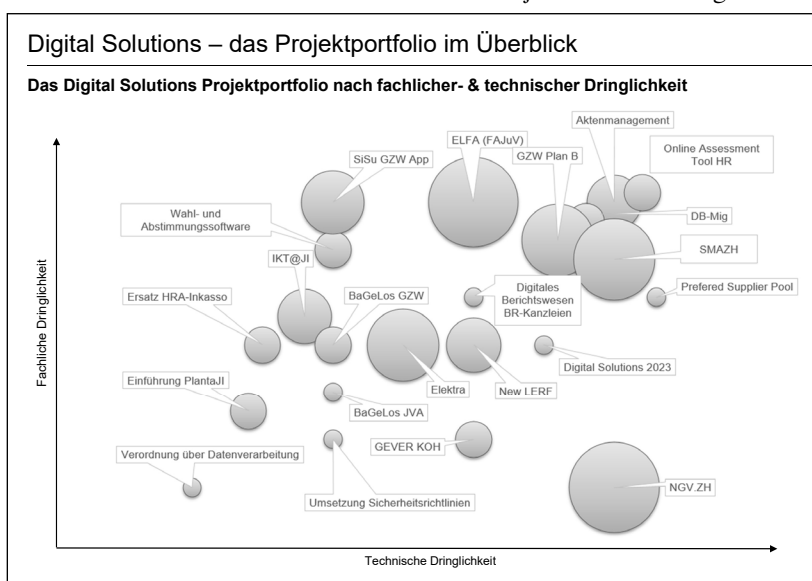 Digital Solutions – das Projektportfolio im Überblick
Das Digital Solutions Projektportfolio nach fachlicher- & technischer Dringlichkeit
Aktenmanagement
ELFA (FAJuV)
Online Assessment
Tool HR
SiSu GZW App
GZW Plan B
Wahl- und
Abstimmungssoftware
DB-Mig
SMAZH
IKT@JI
Ersatz HRA-Inkasso
BaGeLos GZW
Digitales
Berichtswesen
BR-Kanzleien
Prefered Supplier Pool
Fachliche Dringlichkeit
Einführung PlantaJI
Elektra
New LERF
Digital Solutions 2023
BaGeLos JVA
Verordnung über Datenverarbeitung
GEVER KOH
Umsetzung Sicherheitsrichtlinien
NGV.ZH
Technische Dringlichkeit